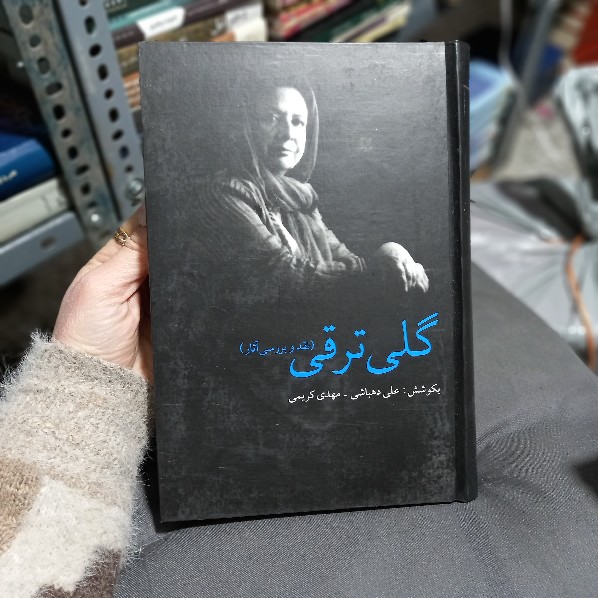 گلی ترقی (نقد و بررسی آثار)
بکوشش: علی دهباشی - مهدی کریمی